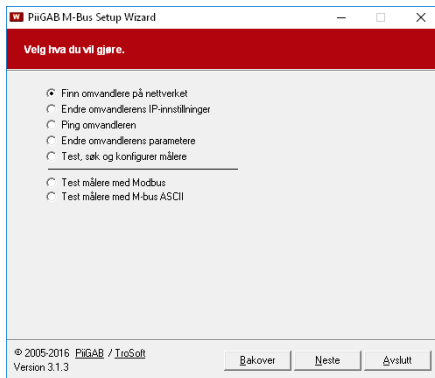 PiiGAB M-Bus Setup Wizard
Velg hva du vil gjøre.
Finn omvandlere på nettverket
Endre omvandlerens IP-innstillninger
Ping omvandleren
Endre omvandlerens parametere
Test, søk og konfigurer målere
Test målere med Modbus
Test målere med M-bus ASCII
© 2005-2016 PiiGAB / TroSoft
Version 3.1.3
Bakover Neste Avslutt